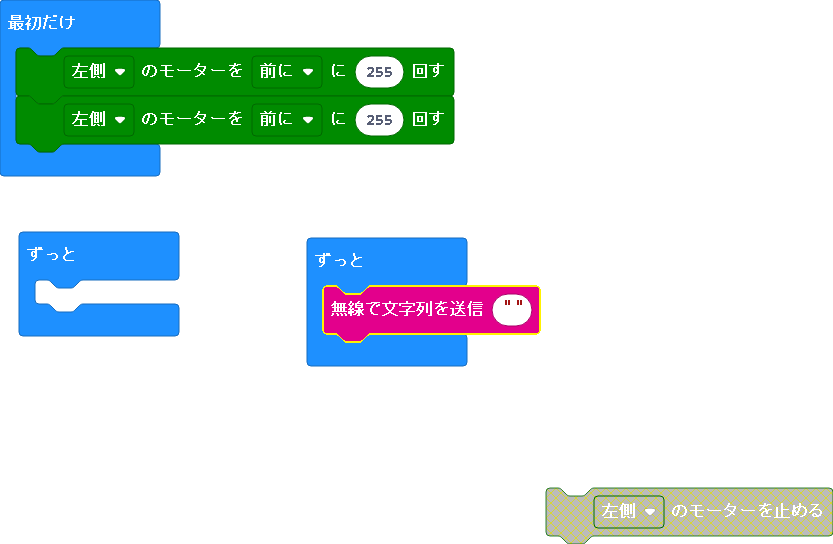 最初だけ
左側 のモーターを 前に に 255 回す
左側 のモーターを 前に に 255 回す
ずっと
ずっと
無線で文字列を送信 " "
左側 のモーターを止める